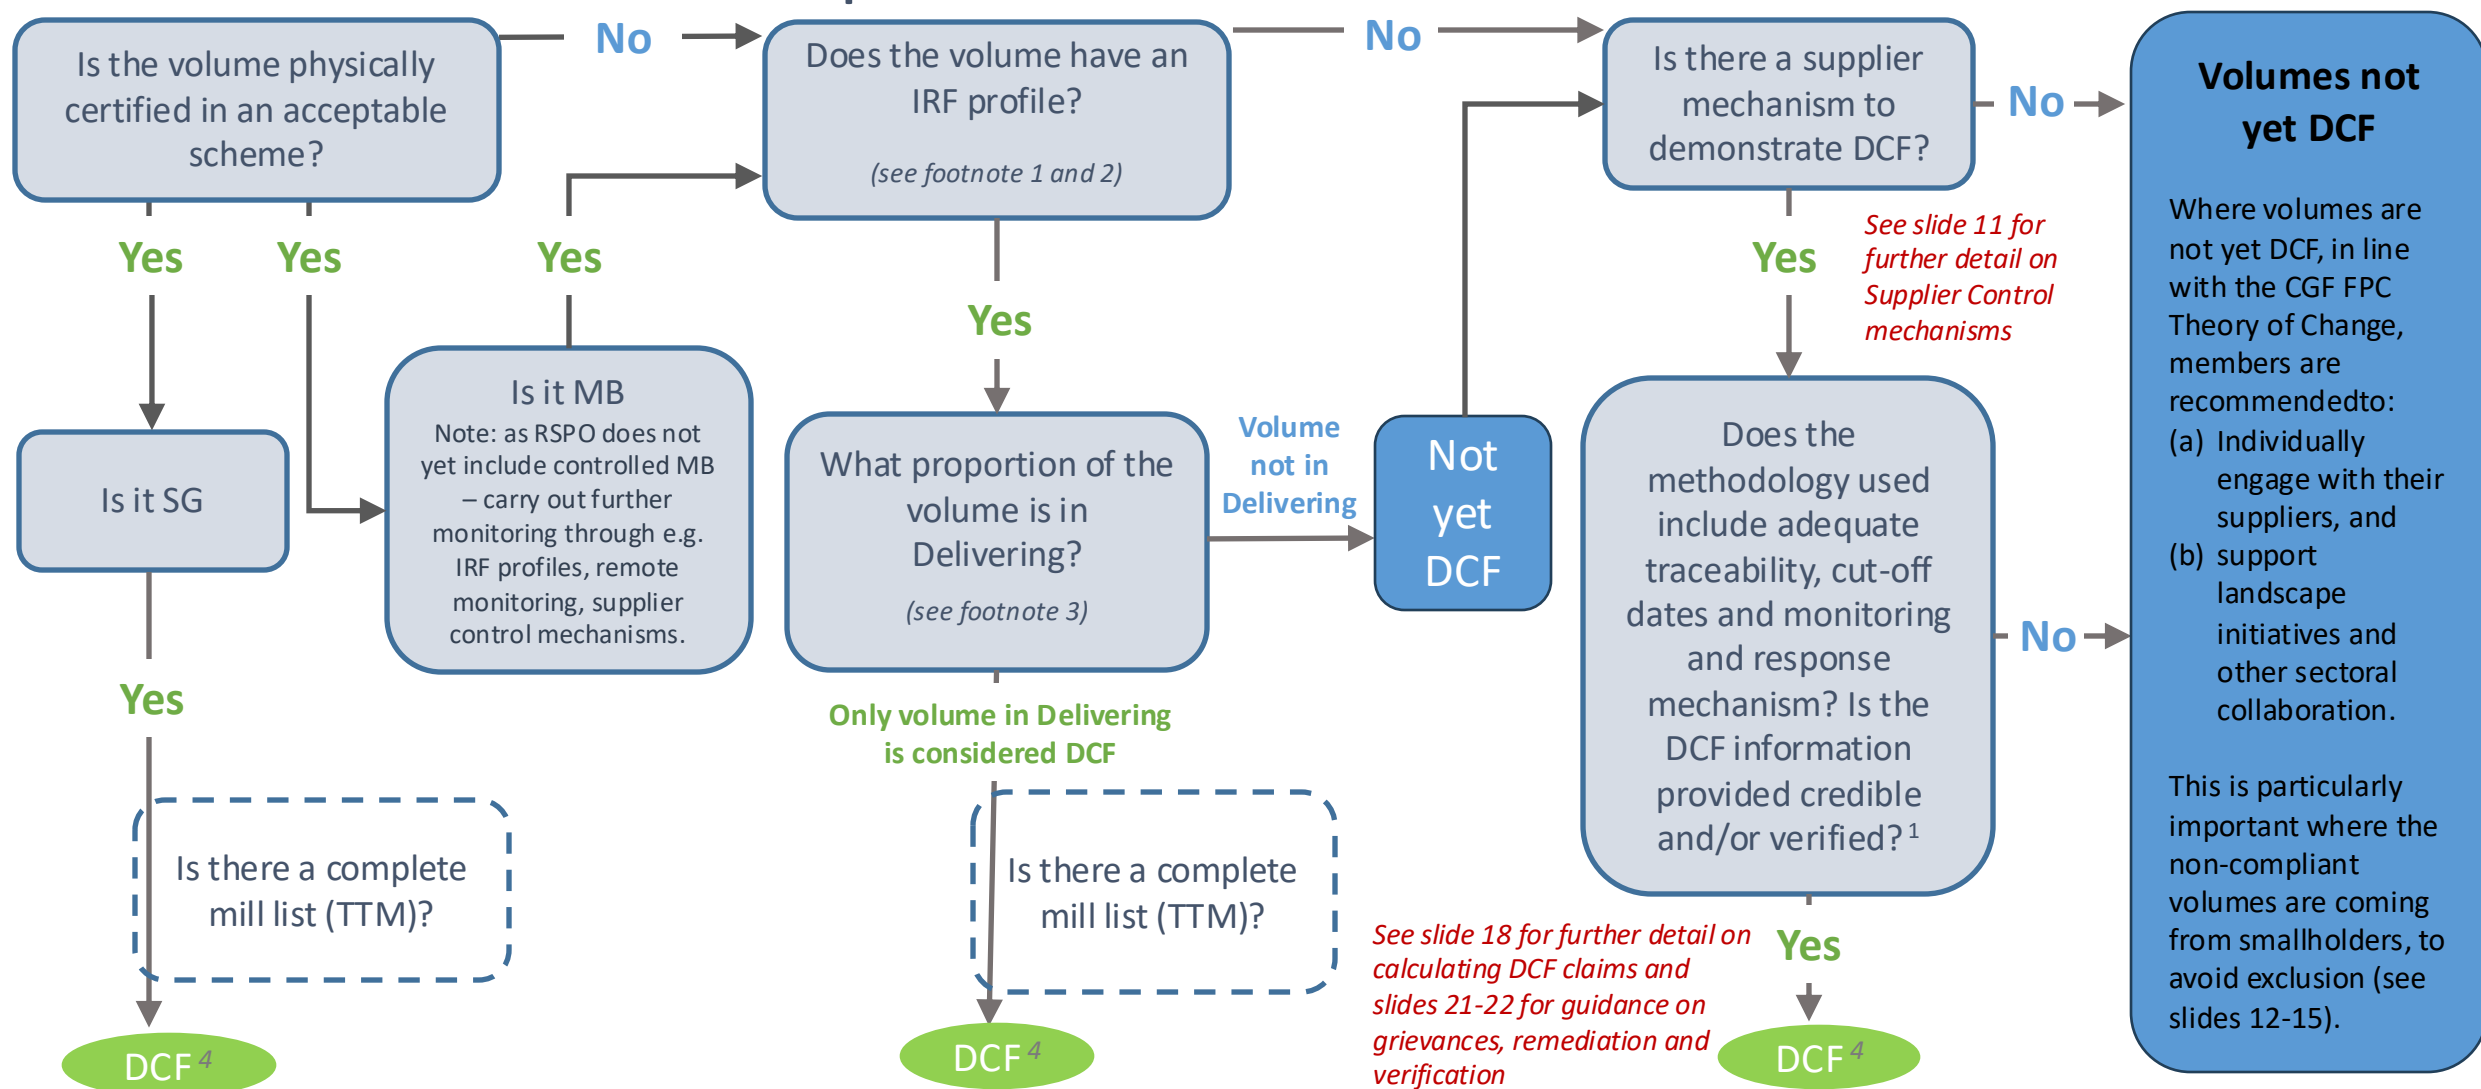 Is the volume physically
certified in an acceptable
scheme?
No
Does the volume have an
IRF profile?
(see footnote 1 and 2)
No
Is there a supplier
mechanism to
demonstrate DCF?
No
Yes
Yes
Yes
Yes
Yes
See slide 11 for
further detail on
Supplier Control
mechanisms
Is it SG
Is it MB
Note: as RSPO does not
yet include controlled MB
– carry out further
monitoring through e.g.
IRF profiles, remote
monitoring, supplier
control mechanisms.
What proportion of the
volume is in
Delivering?
(see footnote 3)
Volume
not in
Delivering
Not
yet
DCF
Does the
methodology used
include adequate
traceability, cut-off
dates and monitoring
and response
mechanism? Is the
DCF information
provided credible
and/or verified? 1
No
Yes
Only volume in Delivering
is considered DCF
Is there a complete
mill list (TTM)?
Is there a complete
mill list (TTM)?
See slide 18 for further detail on
calculating DCF claims and
slides 21-22 for guidance on
grievances, remediation and
verification
Yes
DCF 4
DCF 4
DCF 4
Volumes not
yet DCF
Where volumes are
not yet DCF, in line
with the CGF FPC
Theory of Change,
members are
recommendedto:
(a) Individually
engage with their
suppliers, and
(b) support
landscape
initiatives and
other sectoral
collaboration.
This is particularly
important where the
non-compliant
volumes are coming
from smallholders, to
avoid exclusion (see
slides 12-15).